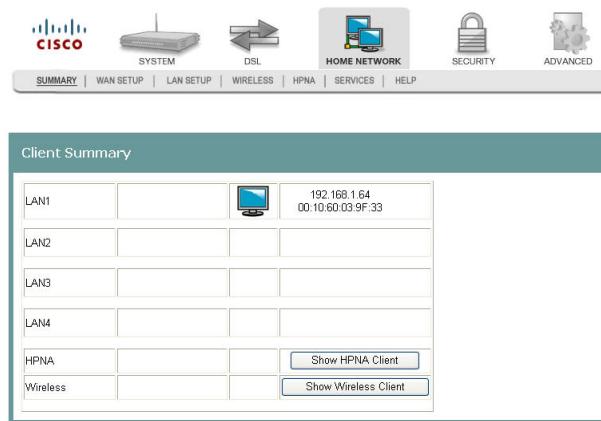 CISCO
SYSTEM
DSL
HOME NETWORK
SECURITY
ADVANCED
SUMMARY | WAN SETUP | LAN SETUP | WIRELESS | HPNA | SERVICES | HELP
Client Summary
LAN1
192.168.1.64
00:10:60:03:9F:33
LAN2
LAN3
LAN4
HPNA
Show HPNA Client
Wireless
Show Wireless Client